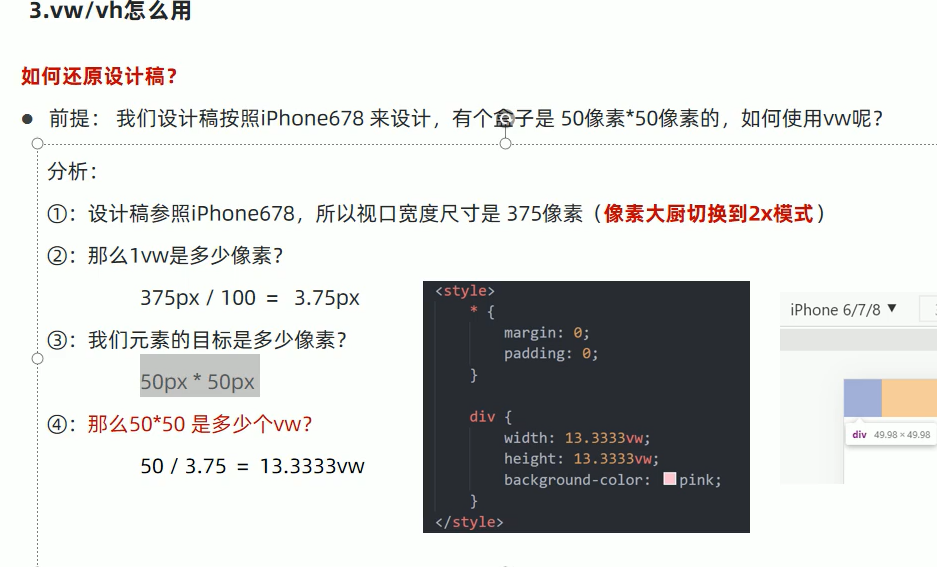 3.vw/vh怎么用
如何还原设计稿？
● 前提： 我们设计稿按照iPhone678 来设计，有个盒子是 50像素*50像素的，如何使用vw呢？
分析：
①：设计稿参照iPhone678，所以视口宽度尺寸是 375像素（像素大厨切换到2x模式）
②：那么1vw是多少像素？
375px / 100 = 3.75px
③：我们元素的目标是多少像素？
50px * 50px
④：那么50*50 是多少个vw？
50 / 3.75 = 13.3333vw
<style>
* {
margin: 0;
padding: 0;
}
div {
width: 13.3333vw;
height: 13.3333vw;
background-color: pink;
}
</style>
iPhone 6/7/8 ▼
div 49.98 × 49.98